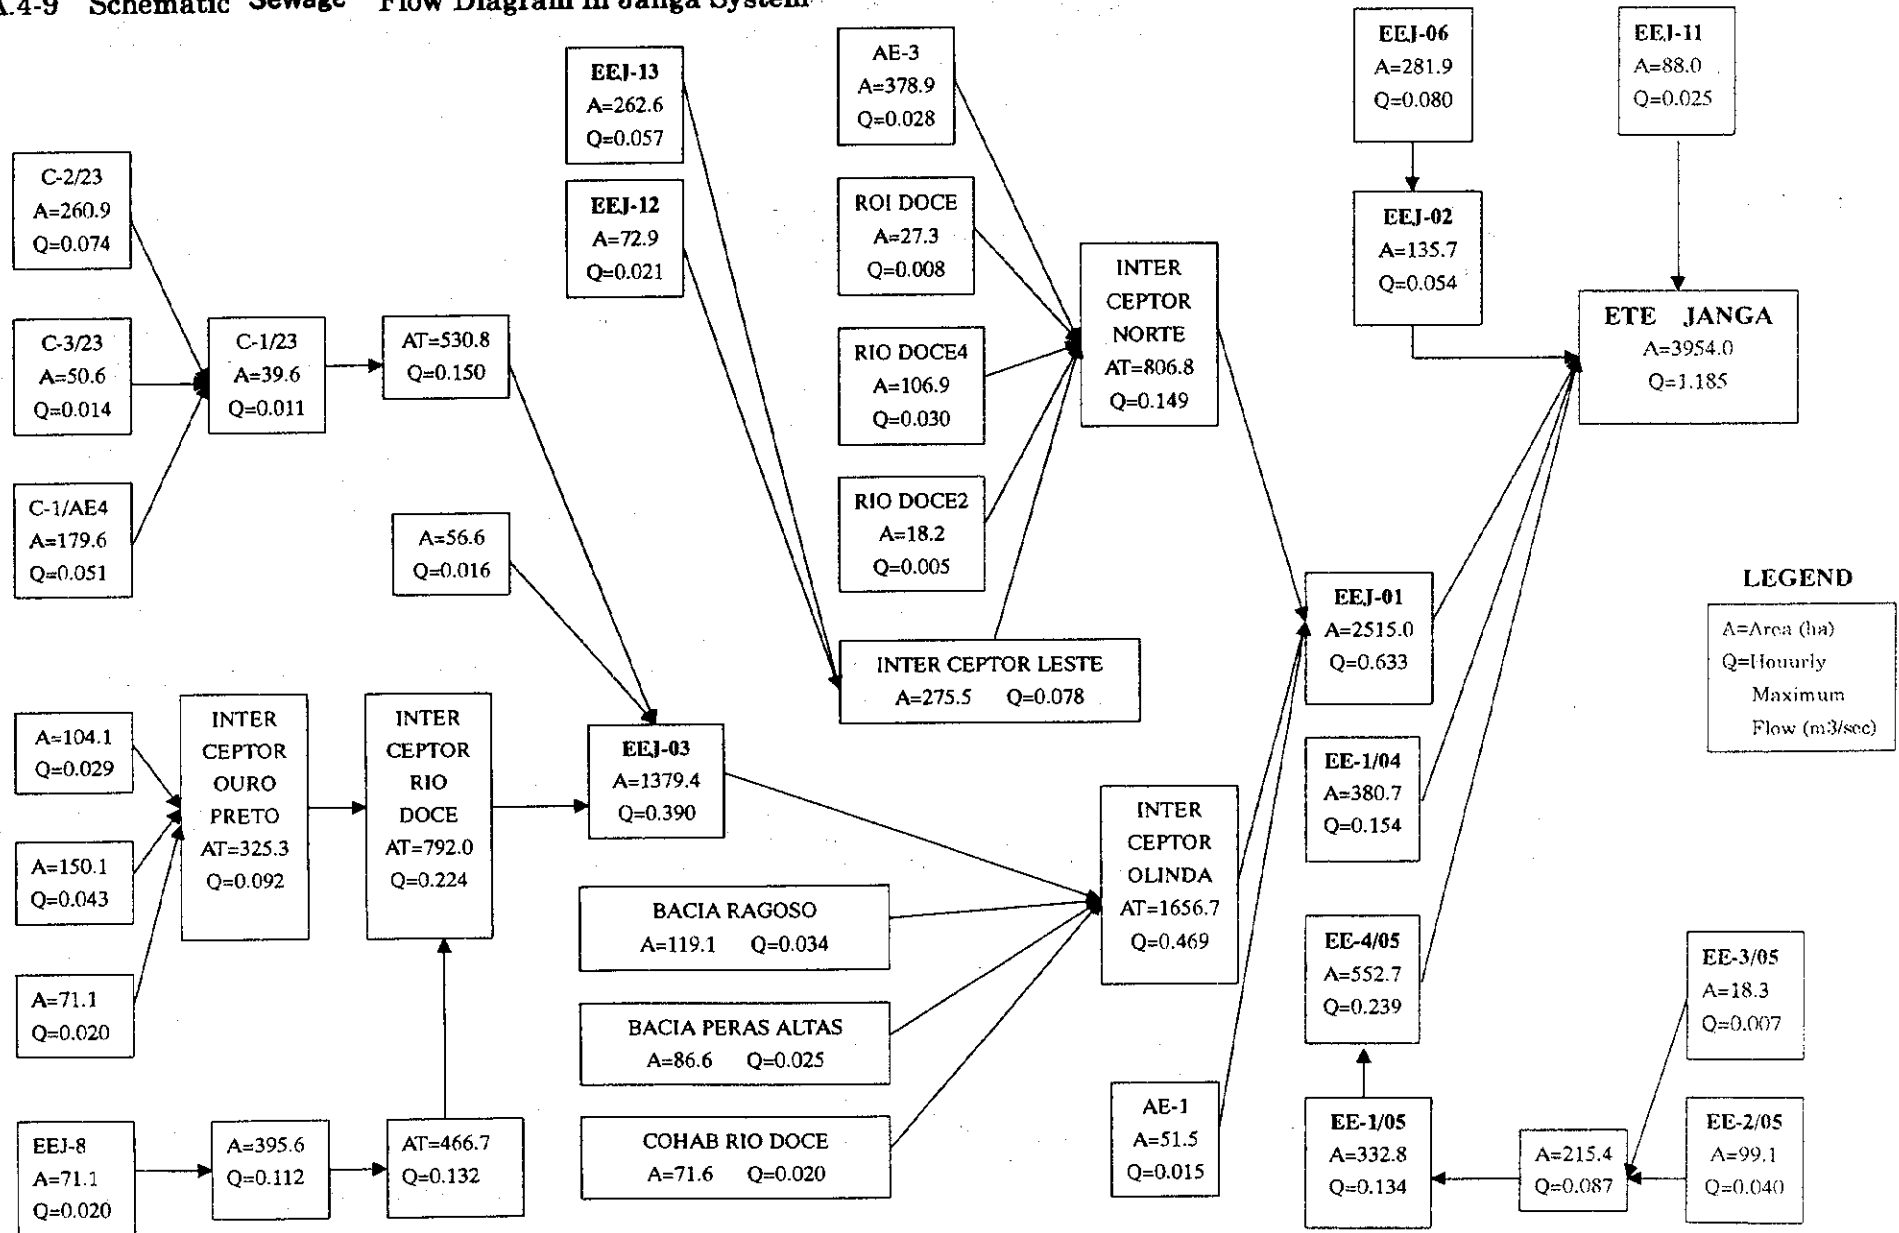 A.4-9 Schematic Sewage Flow Diagram in Janga System
EEJ-13
A=262.6
Q=0.057
EEJ-12
A=72.9
Q=0.021
AE-3
A=378.9
Q=0.028
ROI DOCE
A=27.3
Q=0.008
RIO DOCE4
A=106.9
Q=0.030
RIO DOCE2
A=18.2
Q=0.005
INTER CEPTOR LESTE
A=275.5 Q=0.078
INTER
CEPTOR
NORTE
AT=806.8
Q=0.149
EEJ-06
A=281.9
Q=0.080
EEJ-02
A=135.7
Q=0.054
EEJ-11
A=88.0
Q=0.025
ETE JANGA
A=3954.0
Q=1.185
C-2/23
A=260.9
Q=0.074
C-3/23
A=50.6
Q=0.014
C-1/AE4
A=179.6
Q=0.051
C-1/23
A=39.6
Q=0.011
AT=530.8
Q=0.150
A=56.6
Q=0.016
A=104.1
Q=0.029
A=150.1
Q=0.043
A=71.1
Q=0.020
INTER
CEPTOR
OURO
PRETO
AT=325.3
Q=0.092
INTER
CEPTOR
RIO
DOCE
AT=792.0
Q=0.224
EEJ-8
A=71.1
Q=0.020
A=395.6
Q=0.112
AT=466.7
Q=0.132
EEJ-03
A=1379.4
Q=0.390
BACIA RAGOSO
A=119.1 Q=0.034
BACIA PERAS ALTAS
A=86.6 Q=0.025
COHAB RIO DOCE
A=71.6 Q=0.020
INTER
CEPTOR
OLINDA
AT=1656.7
Q=0.469
AE-1
A=51.5
Q=0.015
EEJ-01
A=2515.0
Q=0.633
EE-1/04
A=380.7
Q=0.154
EE-4/05
A=552.7
Q=0.239
EE-1/05
A=332.8
Q=0.134
A=215.4
Q=0.087
EE-3/05
A=18.3
Q=0.007
EE-2/05
A=99.1
Q=0.040
LEGEND
A=Area (ha)
Q=Houurly
Maximum
Flow (m3/sec)